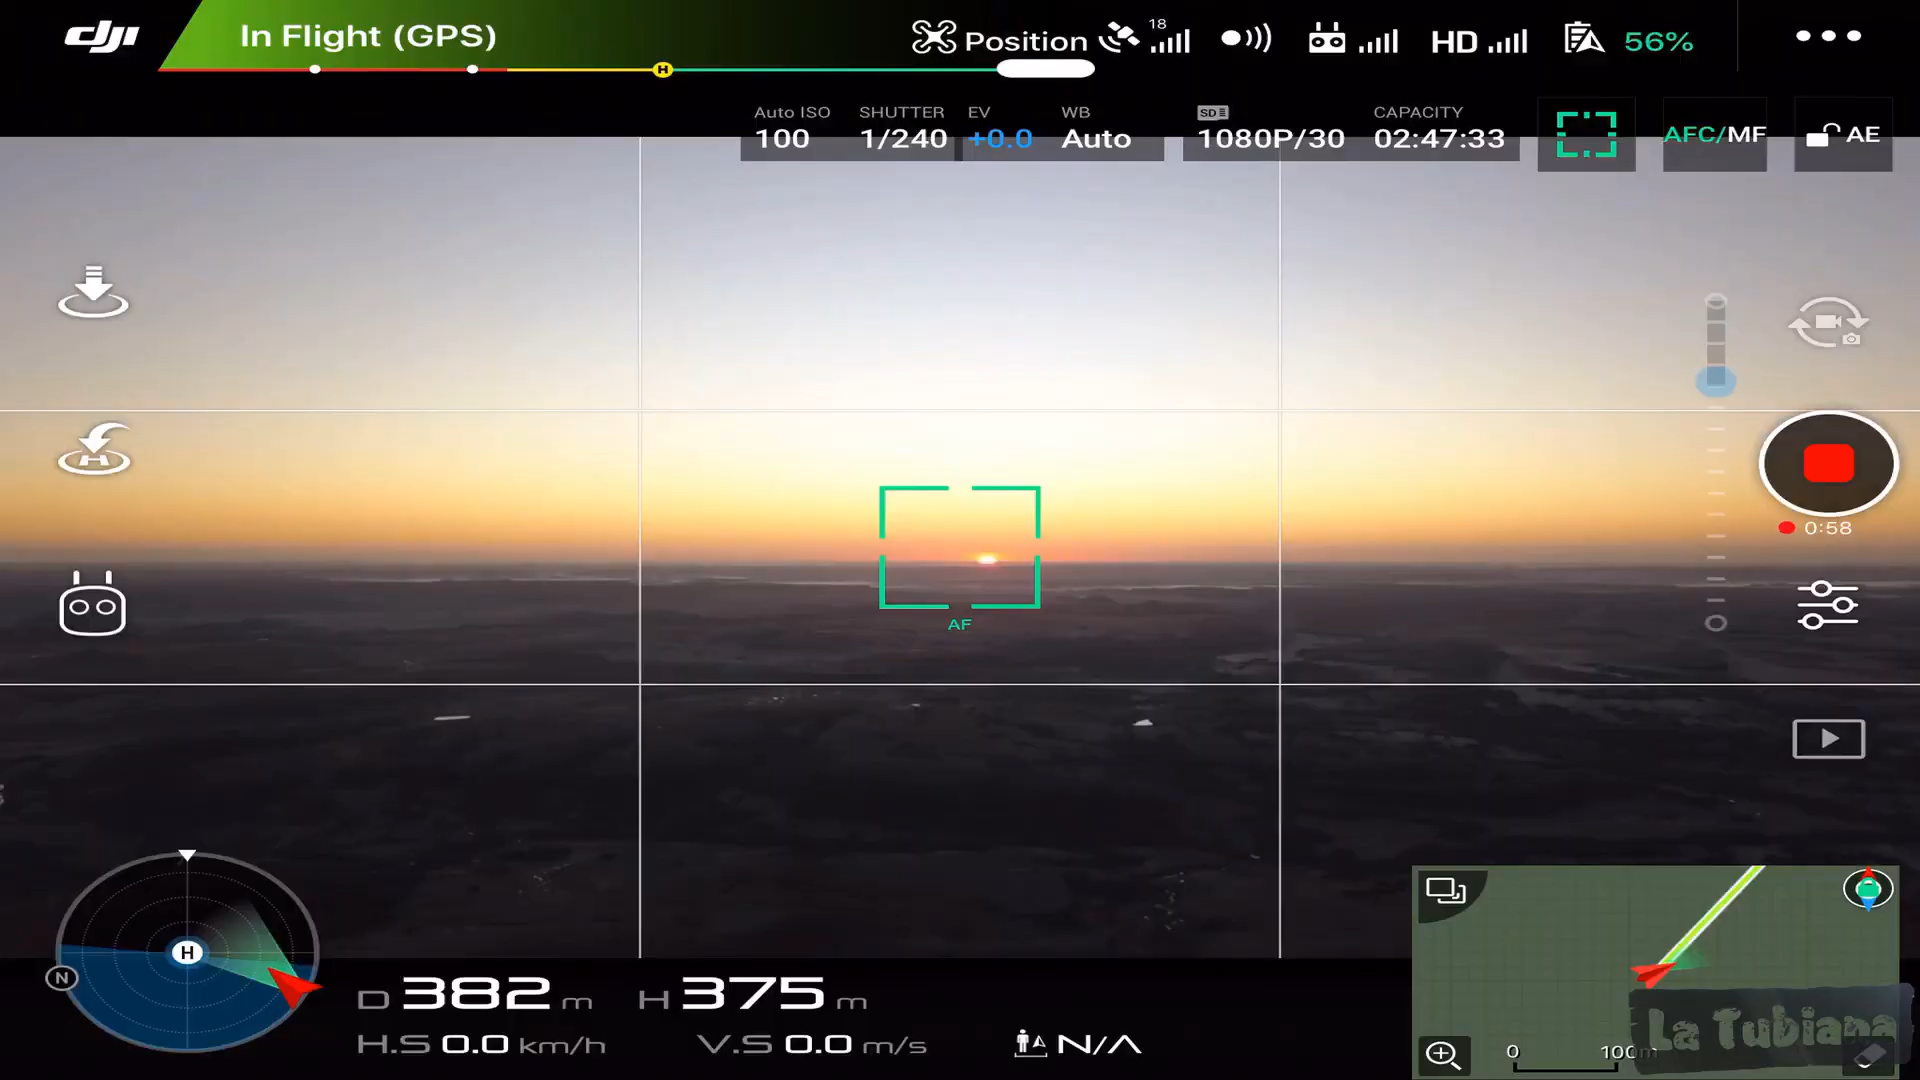 dji
In Flight (GPS)
Position
18
HD
56%
Auto ISO
100
SHUTTER
1/240
EV
+0.0
WB
Auto
SD
1080P/30
CAPACITY
02:47:33
AFC/MF
AE
H
H
0:58
AF
H
N
D 382 m
H 375 m
H.S 0.0 km/h
V.S 0.0 m/s
N/A
0
100m
La Tubiana